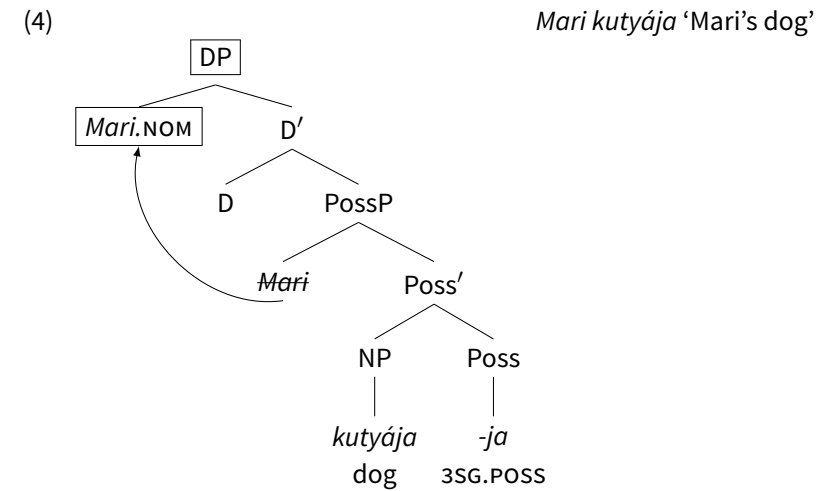 (4) Mari kutyája ‘Mari’s dog’
DP
Mari.NOM D′
D PossP
Mari Poss′
NP Poss
kutyája -ja
dog 3SG.POSS